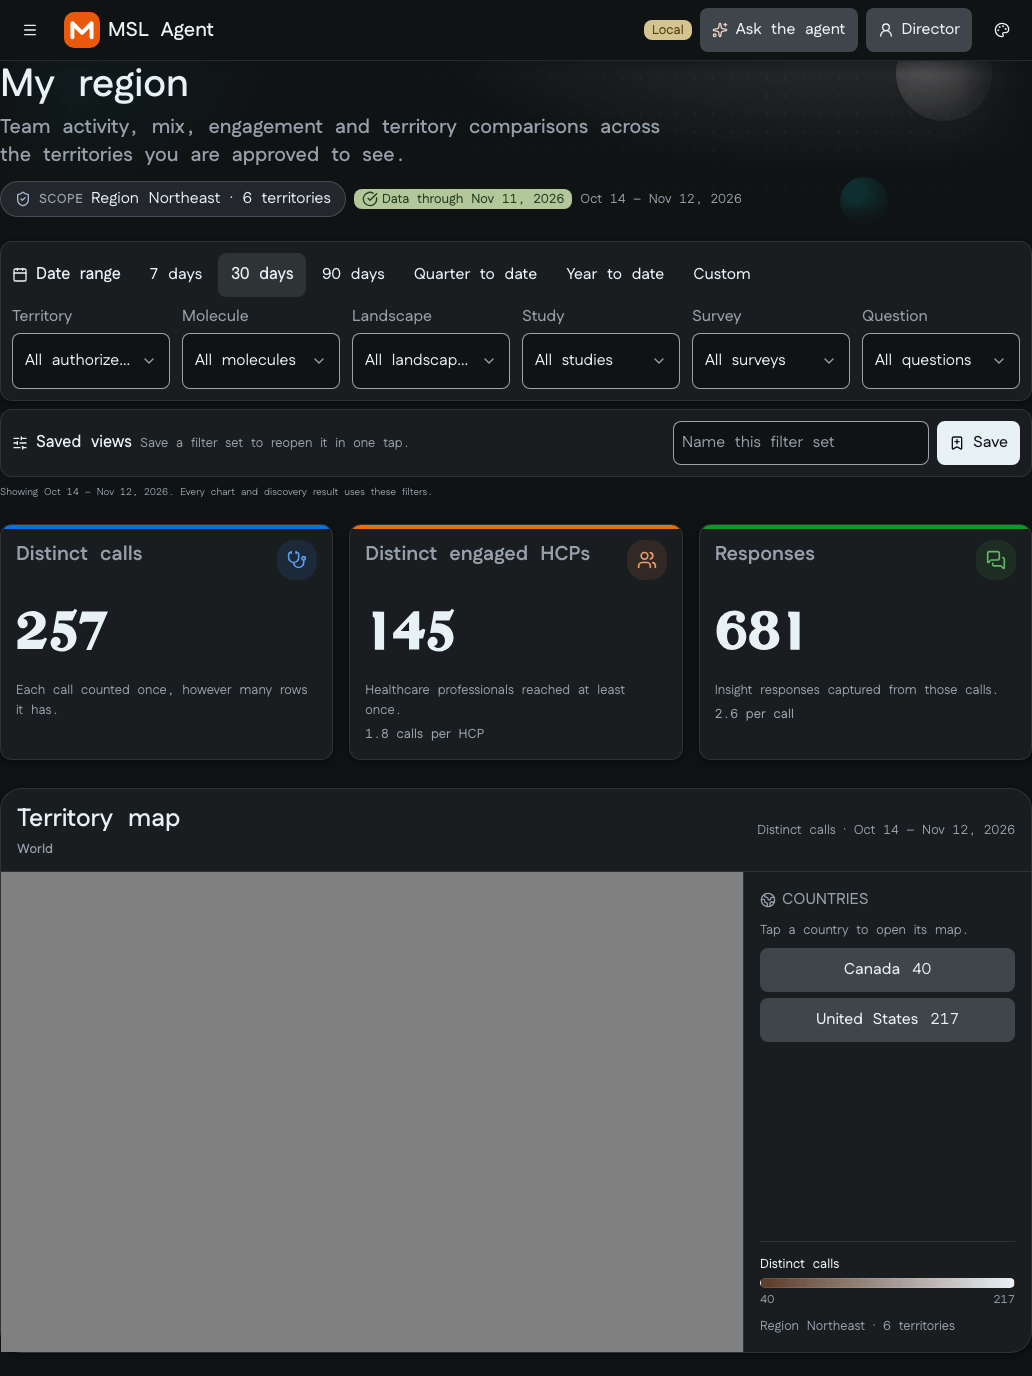 MSL Agent
Local
Ask the agent
Director
My region
Team activity, mix, engagement and territory comparisons across
the territories you are approved to see.
SCOPE Region Northeast · 6 territories
Data through Nov 11, 2026
Oct 14 – Nov 12, 2026
Date range
7 days
30 days
90 days
Quarter to date
Year to date
Custom
Territory
Molecule
Landscape
Study
Survey
Question
All authorize...
All molecules
All landscap...
All studies
All surveys
All questions
Saved views
Save a filter set to reopen it in one tap.
Name this filter set
Save
Showing Oct 14 – Nov 12, 2026. Every chart and discovery result uses these filters.
Distinct calls
257
Each call counted once, however many rows
it has.
Distinct engaged HCPs
145
Healthcare professionals reached at least
once.
1.8 calls per HCP
Responses
681
Insight responses captured from those calls.
2.6 per call
Territory map
World
Distinct calls · Oct 14 – Nov 12, 2026
COUNTRIES
Tap a country to open its map.
Canada 40
United States 217
Distinct calls
40
217
Region Northeast · 6 territories